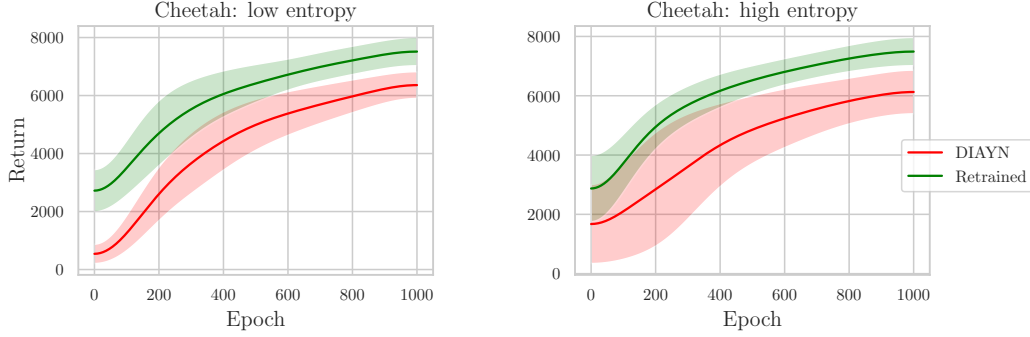 Cheetah: low entropy
8000
6000
4000
2000
0
Return
0 200 400 600 800 1000
Epoch
Cheetah: high entropy
8000
6000
4000
2000
0
0 200 400 600 800 1000
Epoch
DIAYN
Retrained